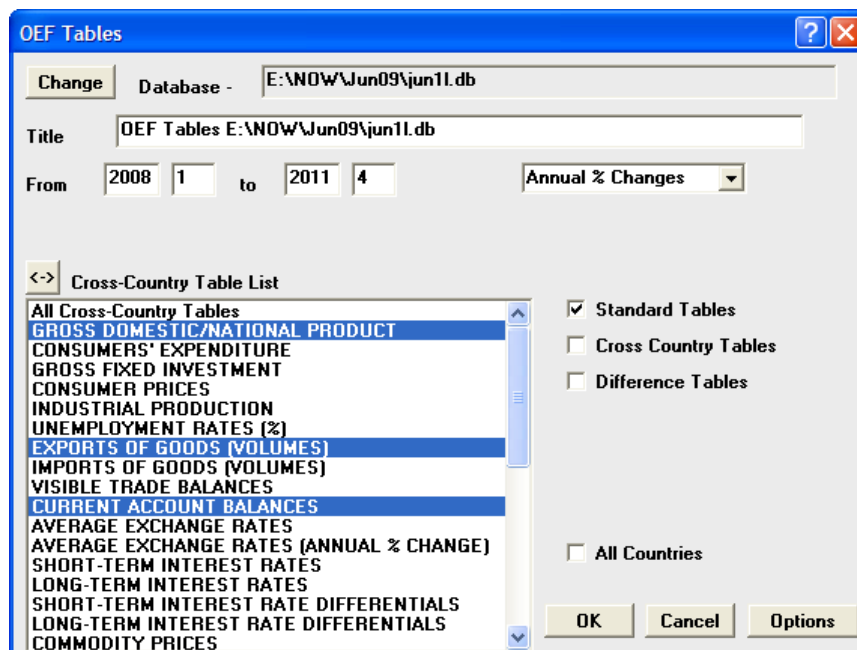 OEF Tables
Change Database - E:\NOW\Jun09\jun1l.db
Title OEF Tables E:\NOW\Jun09\jun1l.db
From 2008 1 to 2011 4 Annual % Changes
<-> Cross-Country Table List
All Cross-Country Tables
GROSS DOMESTIC/NATIONAL PRODUCT
CONSUMERS' EXPENDITURE
GROSS FIXED INVESTMENT
CONSUMER PRICES
INDUSTRIAL PRODUCTION
UNEMPLOYMENT RATES (%)
EXPORTS OF GOODS (VOLUMES)
IMPORTS OF GOODS (VOLUMES)
VISIBLE TRADE BALANCES
CURRENT ACCOUNT BALANCES
AVERAGE EXCHANGE RATES
AVERAGE EXCHANGE RATES (ANNUAL % CHANGE)
SHORT-TERM INTEREST RATES
LONG-TERM INTEREST RATES
SHORT-TERM INTEREST RATE DIFFERENTIALS
LONG-TERM INTEREST RATE DIFFERENTIALS
COMMODITY PRICES
Standard Tables
Cross Country Tables
Difference Tables
All Countries
OK Cancel Options